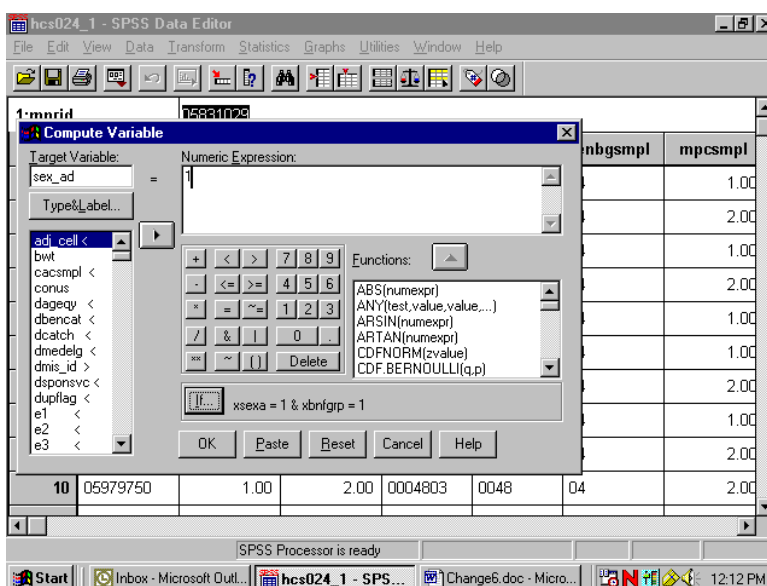 hcs024_1 - SPSS Data Editor
File Edit View Data Transform Statistics Graphs Utilities Window Help
1:mprid 05831029
Compute Variable
nbgsmpl mpcsmpl
Target Variable: Numeric Expression:
sex_ad = 1
Type&Label...
adj_cell <
bwt
cacsmpl <
conus
dageqy <
dbencat <
dcatch <
dmedelg <
dmis_id >
dsponsvc <
dupflag <
e1 <
e2 <
e3 <
+ < > 7 8 9
- <= >= 4 5 6
* = ~= 1 2 3
/ & | 0 .
** ~ () Delete
Functions:
ABS(numexpr)
ANY(test,value,value,...)
ARSIN(numexpr)
ARTAN(numexpr)
CDFNORM(zvalue)
CDF.BERNOULLI(q,p)
If... xsexa = 1 & xbnfgrp = 1
OK Paste Reset Cancel Help
1.00
2.00
1.00
2.00
1.00
1.00
2.00
1.00
2.00
10 05979750 1.00 2.00 0004803 0048 04 2.00
SPSS Processor is ready
Start Inbox - Microsoft Outl... hcs024_1 - SPS... Change6.doc - Micro... 12:12 PM